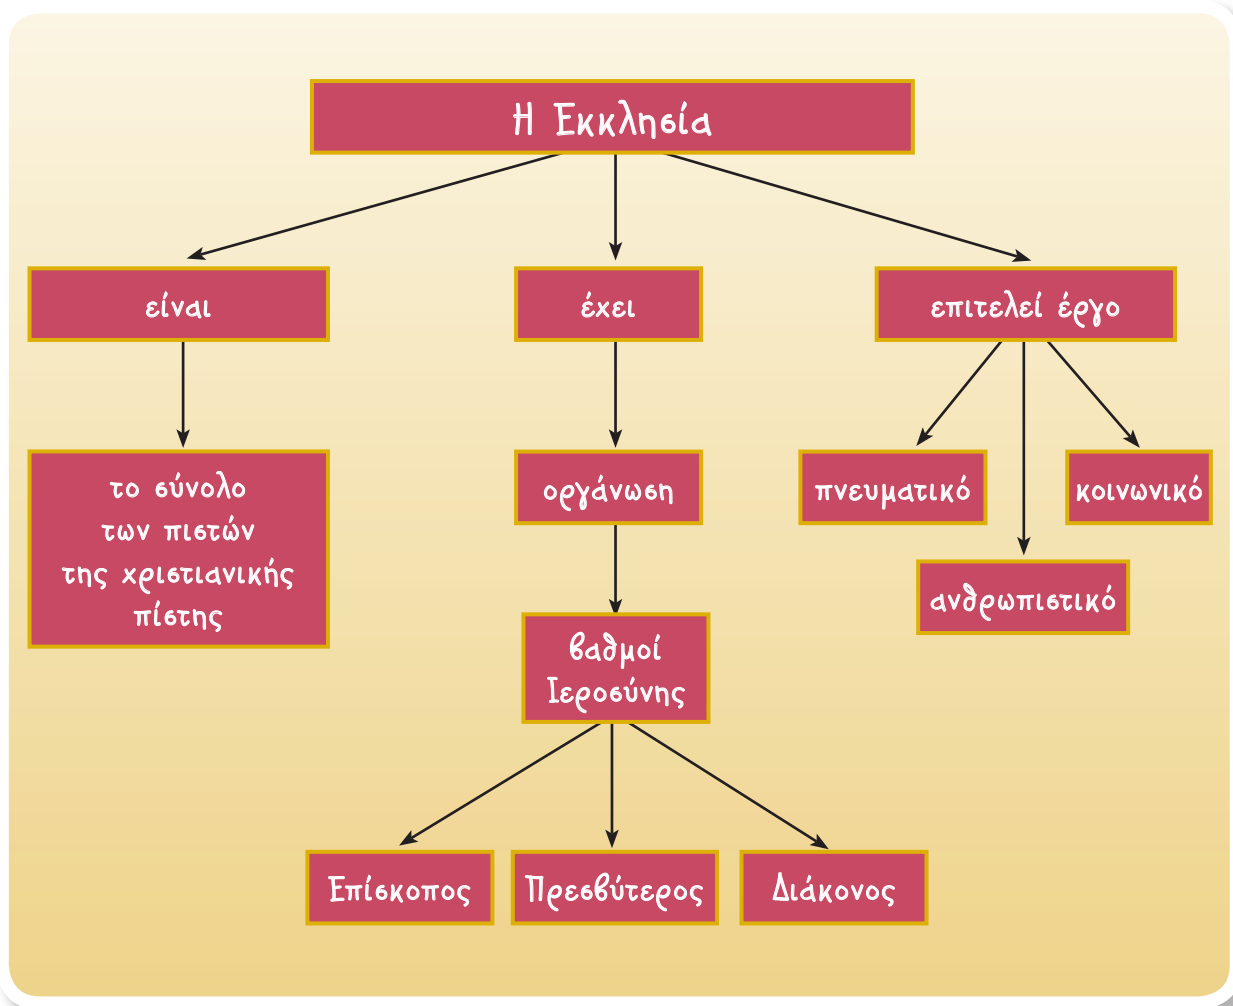 Η Εκκλησία
είναι
έχει
επιτελεί έργο
το σύνολο
των πιστών
της χριστιανικής
πίστης
οργάνωση
πνευματικό
κοινωνικό
ανθρωπιστικό
βαθμοί
Ιεροσύνης
Επίσκοπος
Πρεσβύτερος
Διάκονος